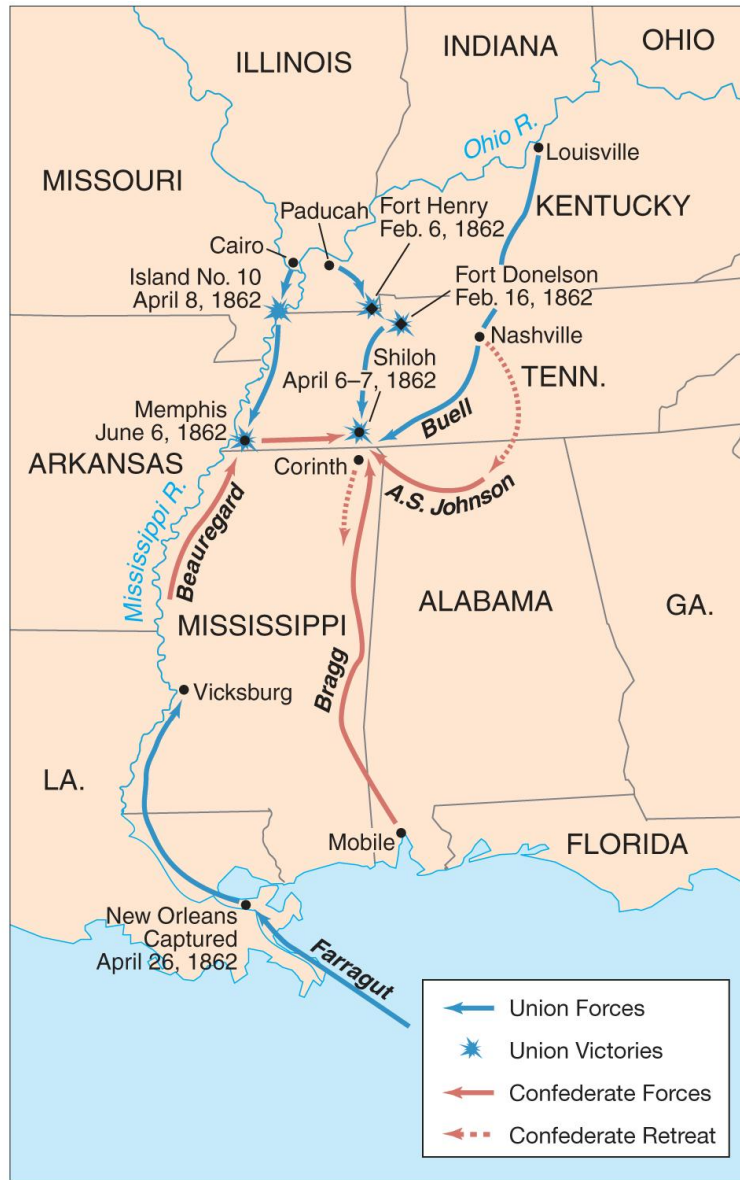 ILLINOIS
INDIANA
OHIO
Ohio R.
Louisville
MISSOURI
KENTUCKY
Paducah
Fort Henry
Feb. 6, 1862
Cairo
Island No. 10
April 8, 1862
Fort Donelson
Feb. 16, 1862
Nashville
Shiloh
April 6–7, 1862
TENN.
Memphis
June 6, 1862
Buell
ARKANSAS
Corinth
A.S. Johnson
Mississippi R.
Beauregard
ALABAMA
GA.
MISSISSIPPI
Bragg
Vicksburg
LA.
Mobile
FLORIDA
New Orleans
Captured
April 26, 1862
Farragut
Union Forces
Union Victories
Confederate Forces
Confederate Retreat